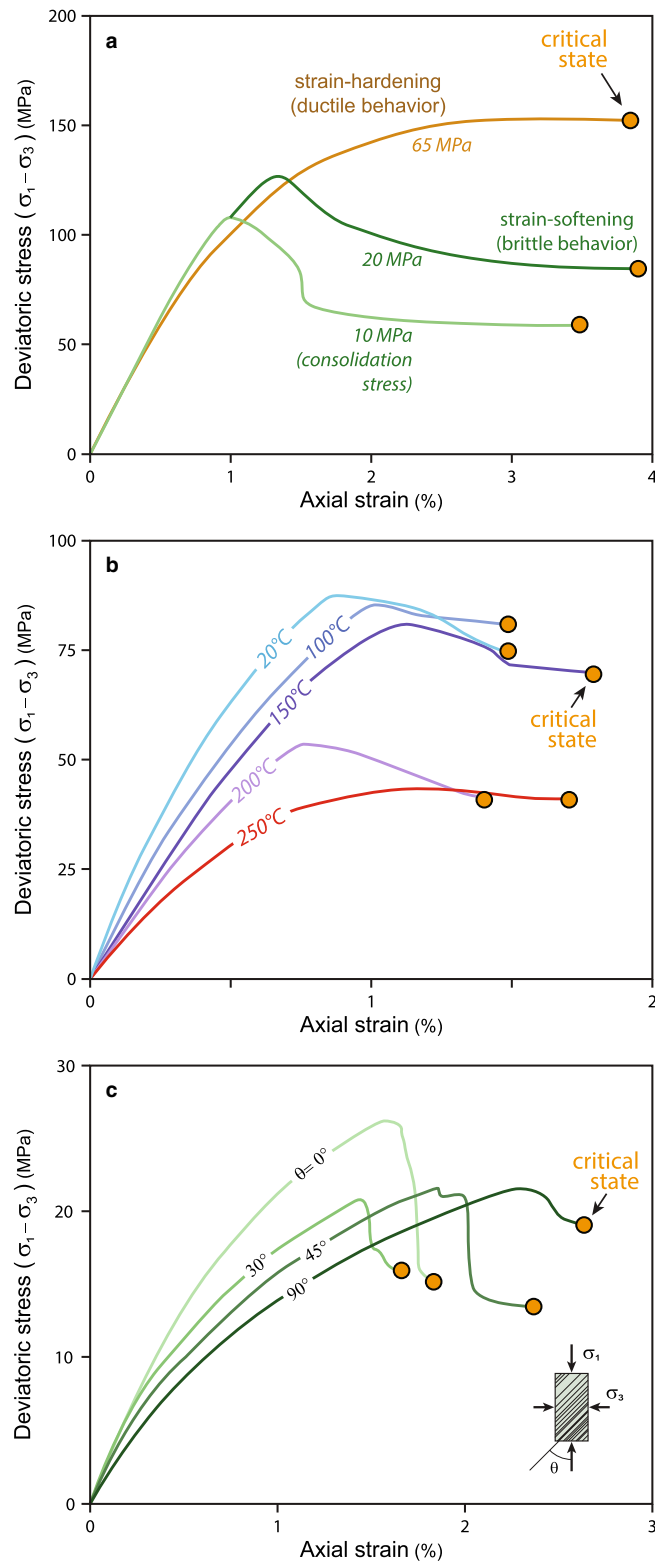 a
200
150
100
50
0
0
1
2
3
4
Deviatoric stress ( σ₁ – σ₃ ) (MPa)
Axial strain (%)
critical
state
strain-hardening
(ductile behavior)
65 MPa
strain-softening
(brittle behavior)
20 MPa
10 MPa
(consolidation
stress)
b
100
75
50
25
0
0
1
2
Deviatoric stress ( σ₁ – σ₃ ) (MPa)
Axial strain (%)
20°C
100°C
150°C
200°C
250°C
critical
state
c
30
20
10
0
0
1
2
3
Deviatoric stress ( σ₁ – σ₃ ) (MPa)
Axial strain (%)
θ= 0°
30°
45°
90°
critical
state
σ₁
σ₃
θ